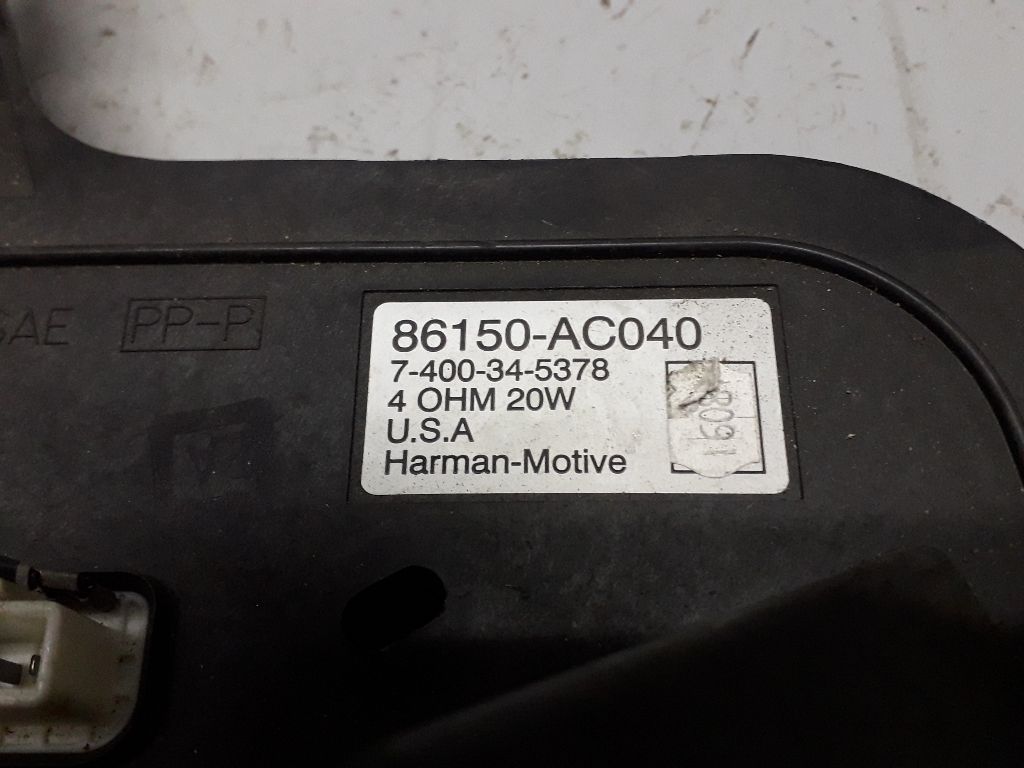 SAE PP-P
86150-AC040
7-400-34-5378
4 OHM 20W
U.S.A
Harman-Motive